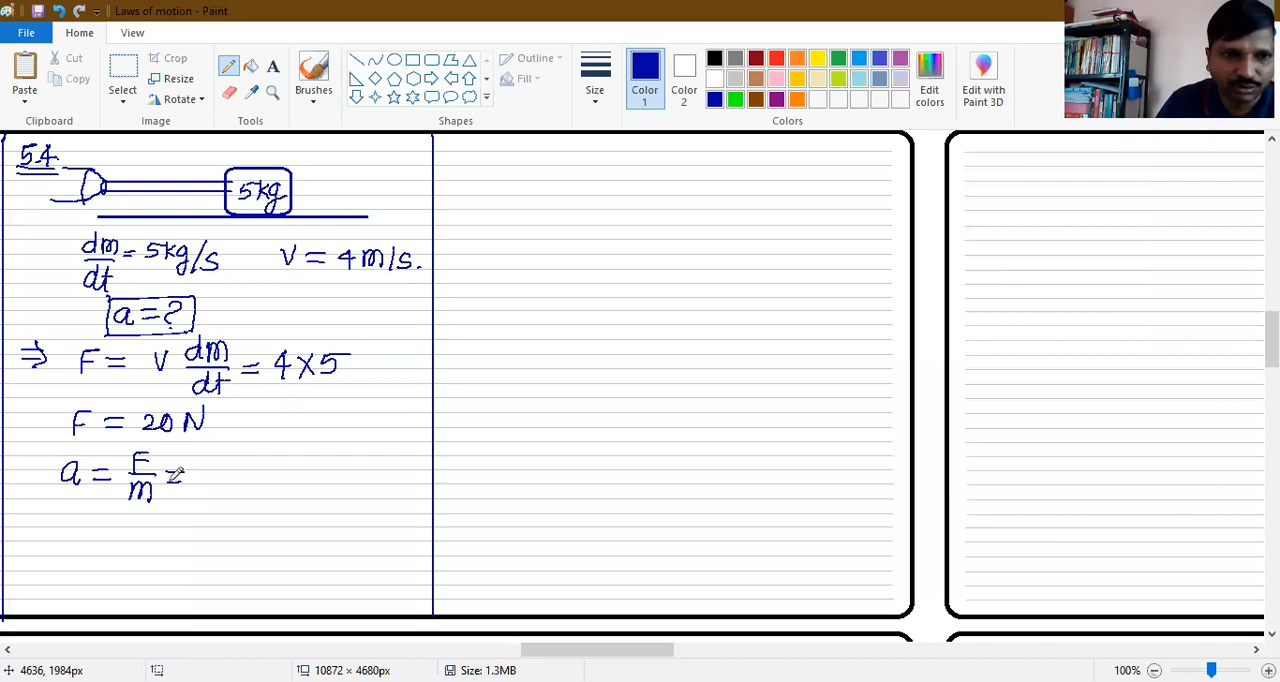 Laws of motion - Paint
File Home View
Paste
Cut
Copy
Clipboard
Select
Crop
Resize
Rotate
Image
A
Tools
Brushes
Shapes
Outline
Fill
Size
Color 1
Color 2
Edit colors
Edit with Paint 3D
Colors
54.
5kg
dm/dt = 5kg/s V = 4m/s.
a = ?
⇒ F = V dm/dt = 4×5
F = 20N
a = F/m =
4636, 1984px
10872 × 4680px
Size: 1.3MB
100%